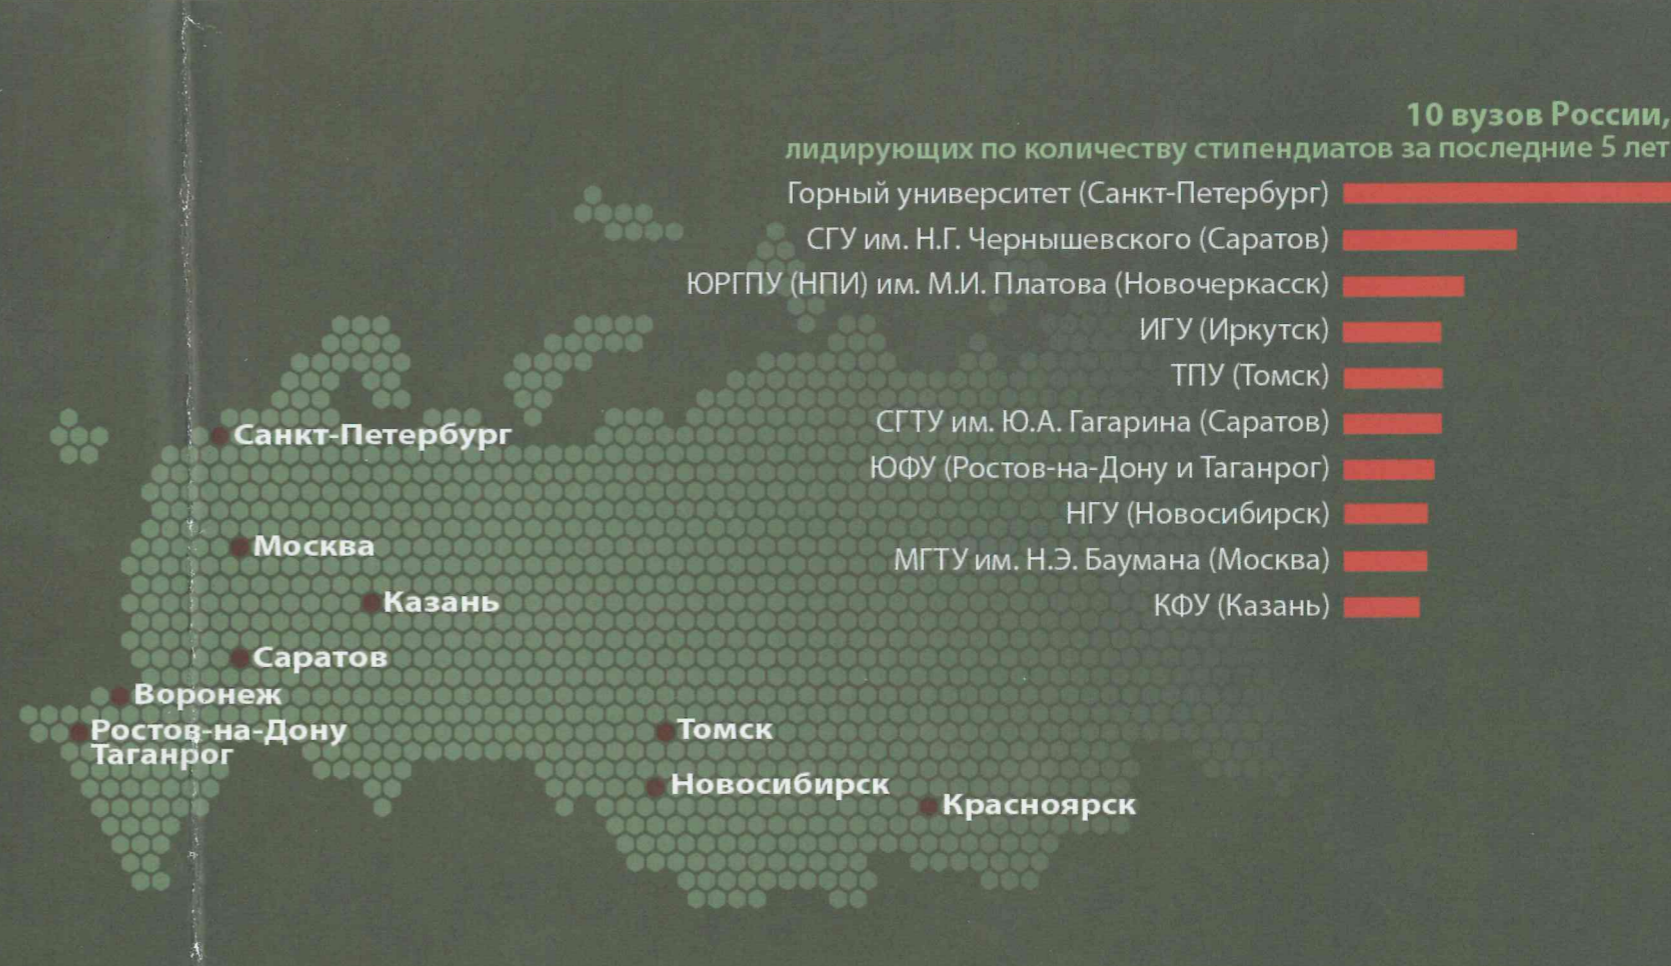 10 вузов России,
лидирующих по количеству стипендиатов за последние 5 лет
Горный университет (Санкт-Петербург)
СГУ им. Н.Г. Чернышевского (Саратов)
ЮРГПУ (НПИ) им. М.И. Платова (Новочеркасск)
ИГУ (Иркутск)
ТПУ (Томск)
СГТУ им. Ю.А. Гагарина (Саратов)
ЮФУ (Ростов-на-Дону и Таганрог)
НГУ (Новосибирск)
МГТУ им. Н.Э. Баумана (Москва)
КФУ (Казань)
Санкт-Петербург
Москва
Казань
Саратов
Воронеж
Ростов-на-Дону
Таганрог
Томск
Новосибирск
Красноярск